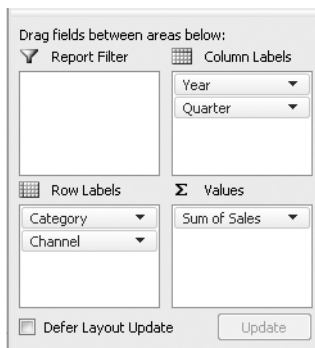 Drag fields between areas below:
Report Filter
Column Labels
Year
Quarter
Row Labels
Σ Values
Category
Channel
Sum of Sales
Defer Layout Update
Update